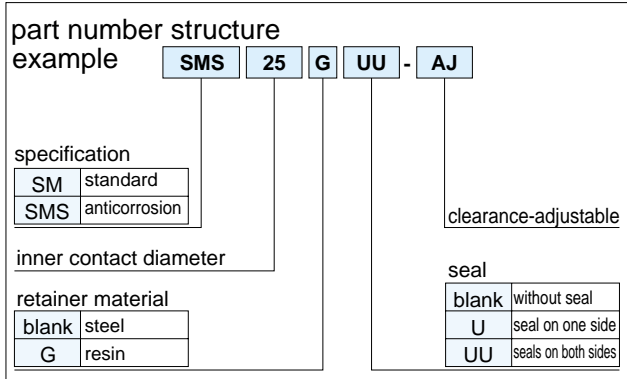 part number structure
example SMS 25 G UU - AJ
specification
SM standard
SMS anticorrosion
clearance-adjustable
inner contact diameter
seal
blank without seal
U seal on one side
UU seals on both sides
retainer material
blank steel
G resin